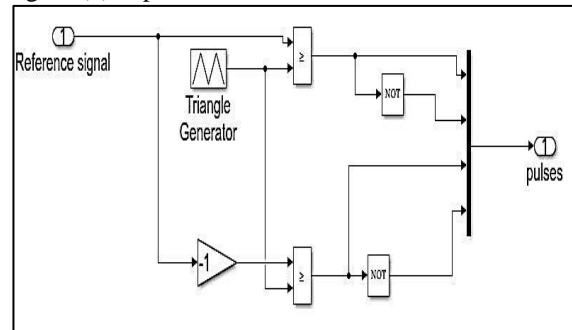 1
Reference signal
≥
Triangle
Generator
NOT
1
pulses
-1
≥
NOT